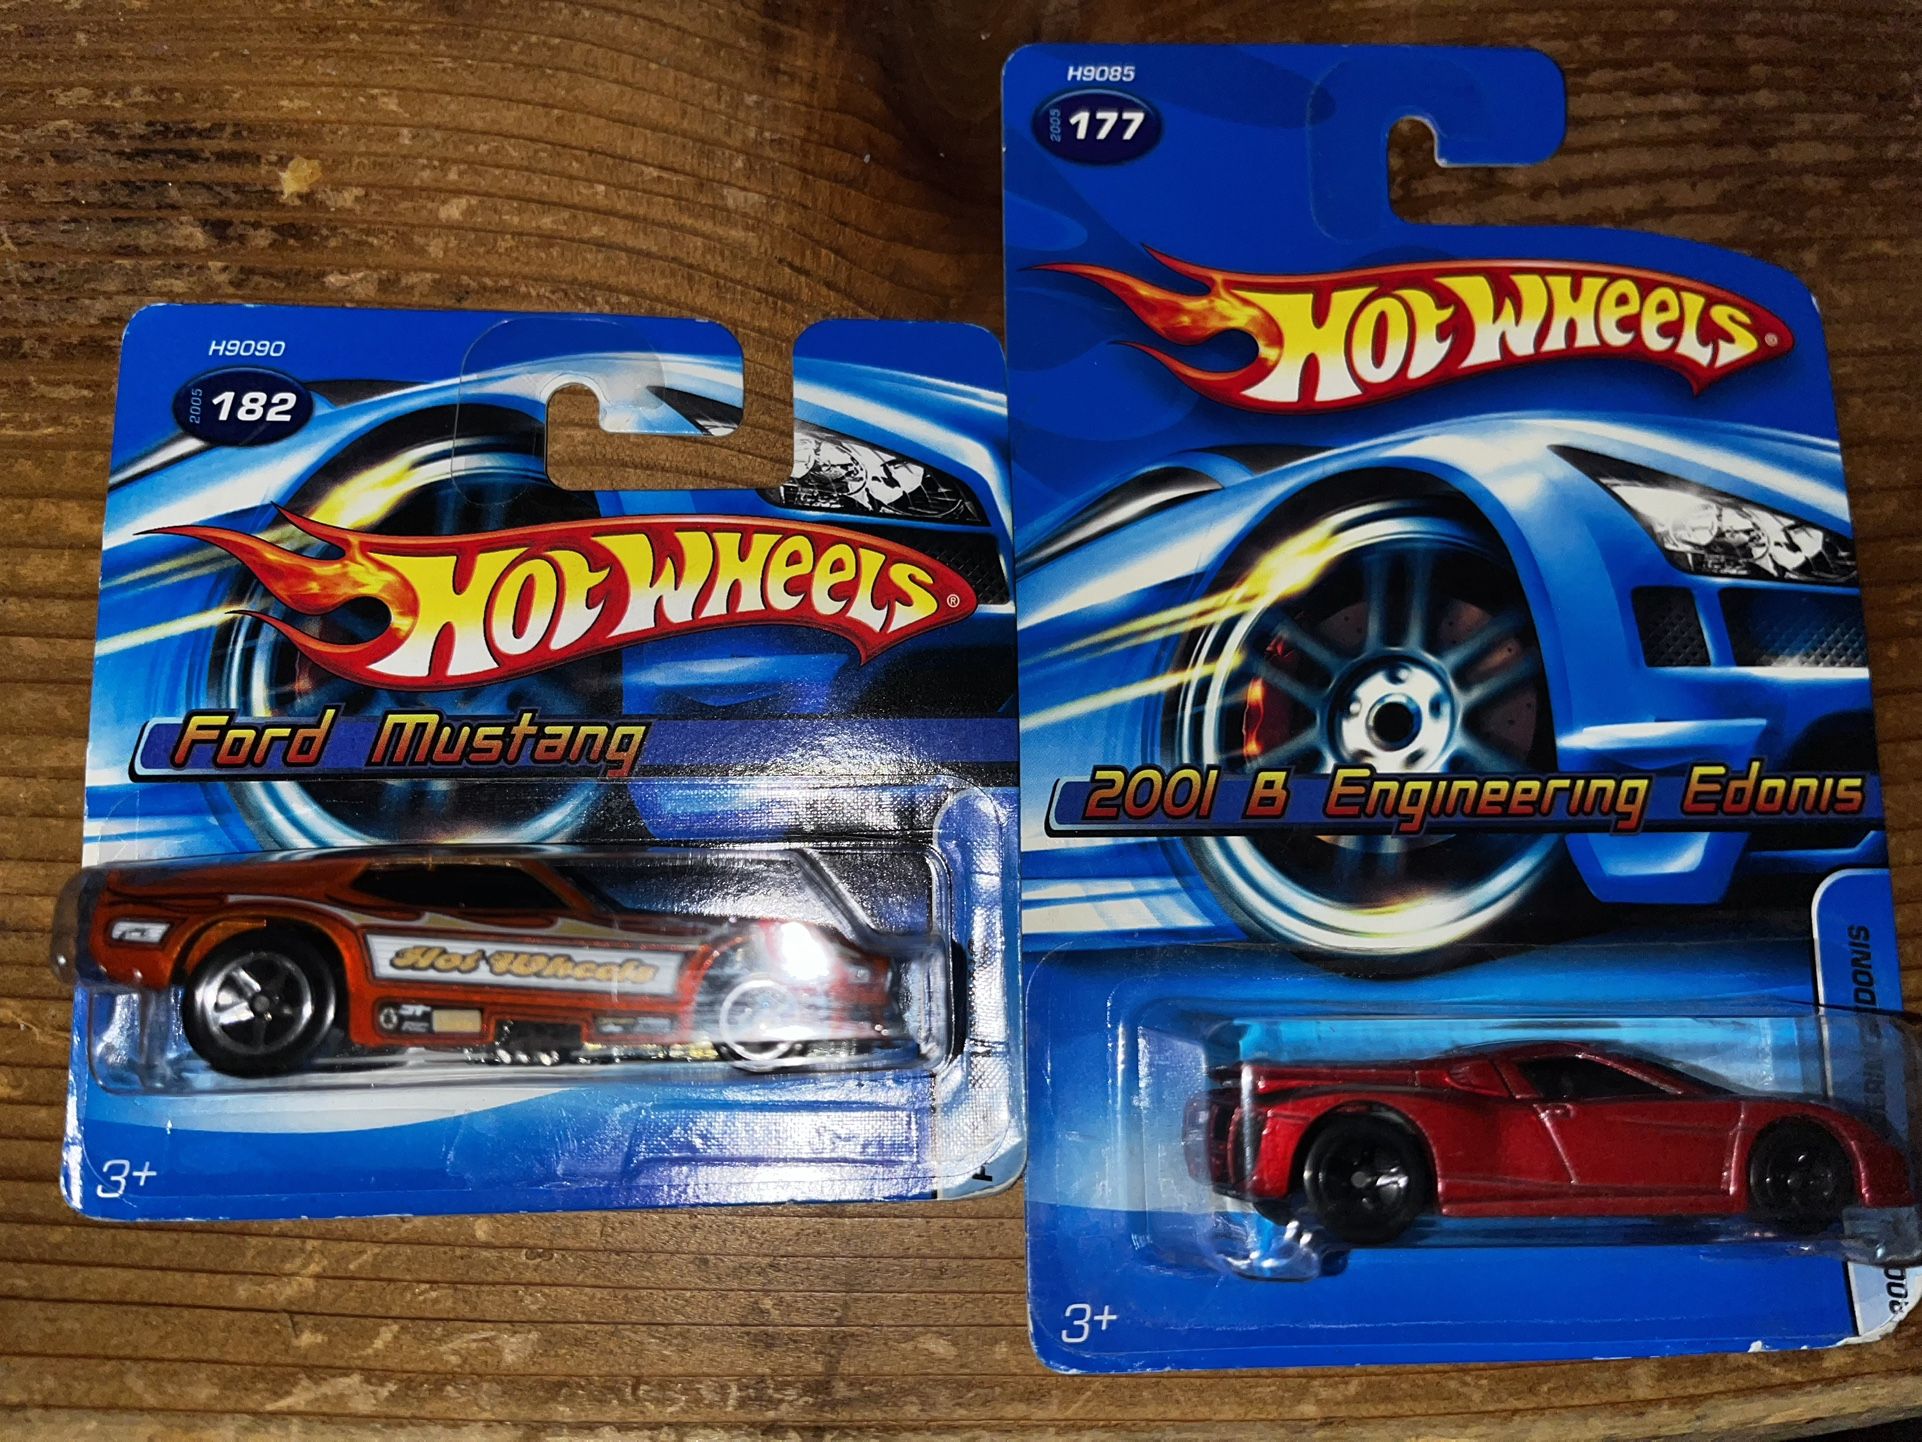 H9090
2005
182
HOT WHEELS®
Ford Mustang
Hot Wheels
3+
H9085
2005
177
HOT WHEELS®
2001 B Engineering Edonis
3+